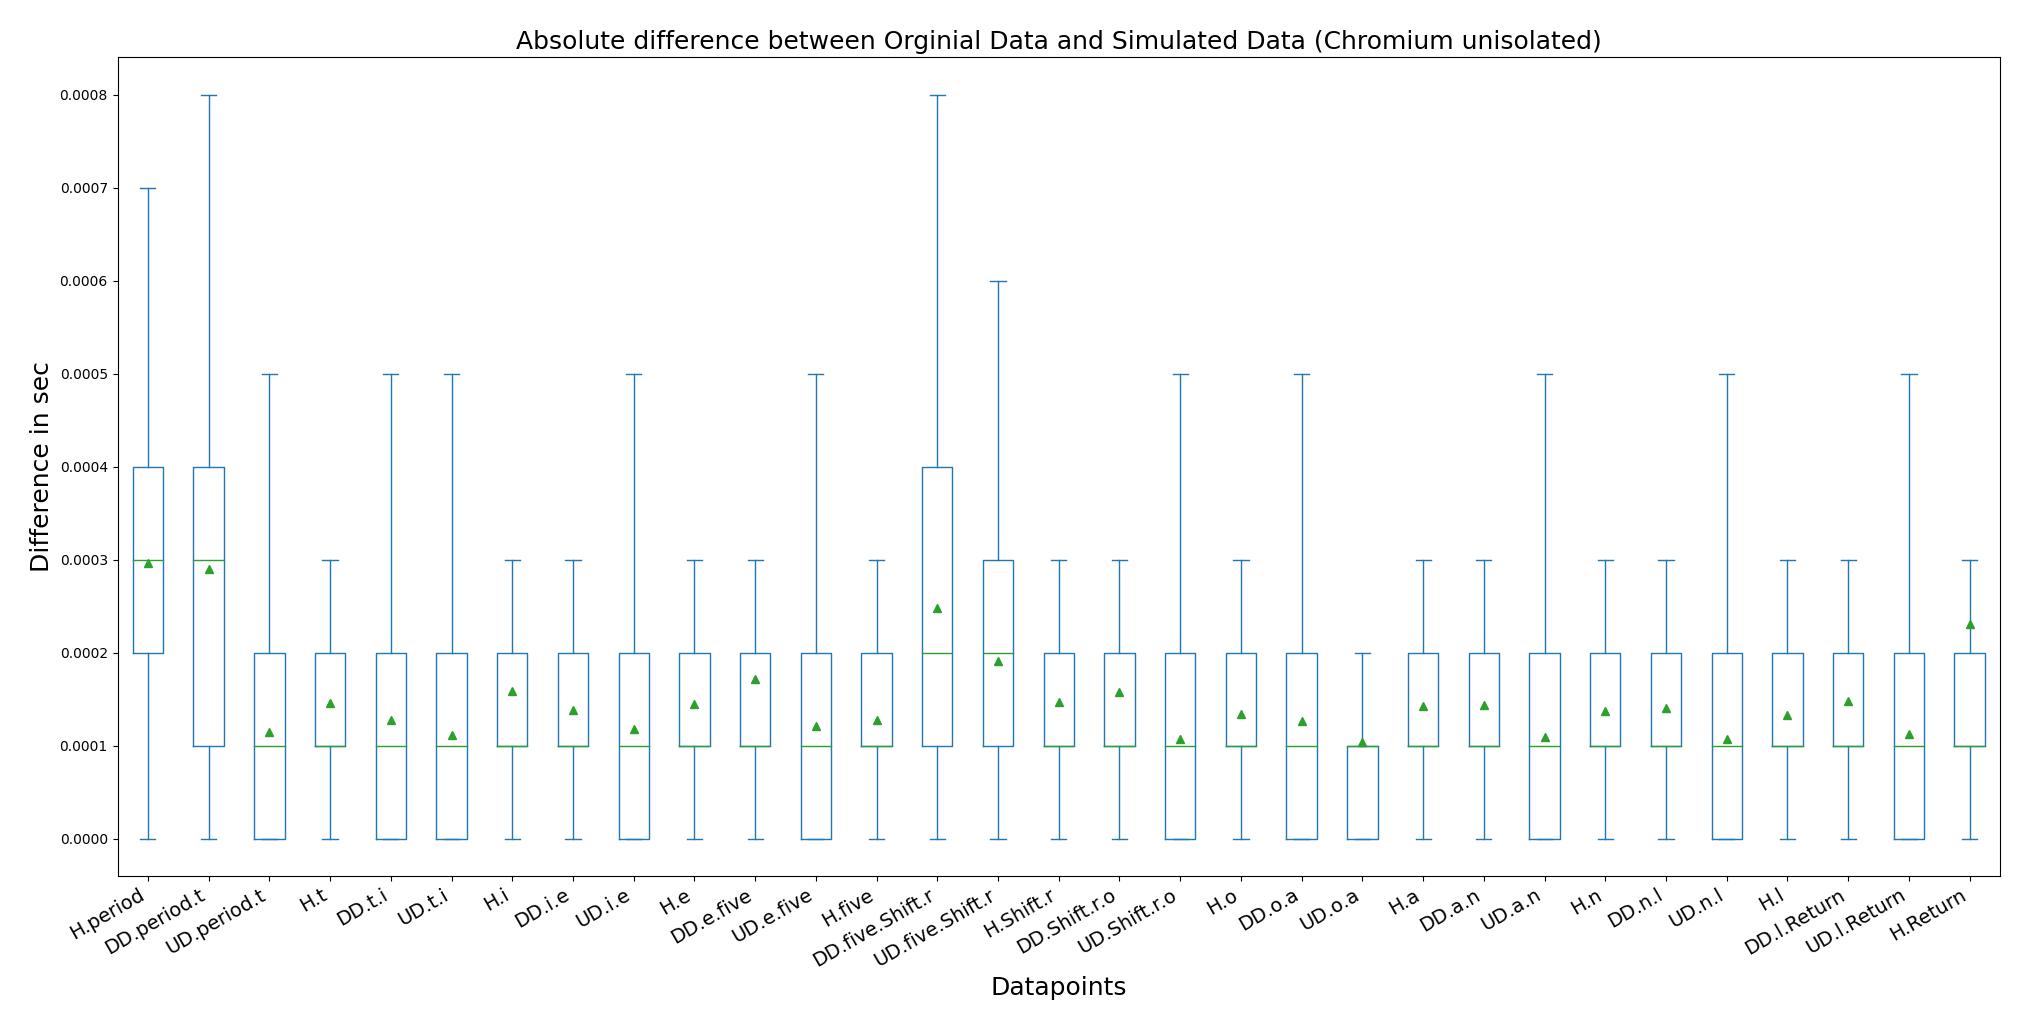 Absolute difference between Orginial Data and Simulated Data (Chromium unisolated)
Difference in sec
0.0008
0.0007
0.0006
0.0005
0.0004
0.0003
0.0002
0.0001
0.0000
H.period
DD.period.t
UD.period.t
H.t
DD.t.i
UD.t.i
H.i
DD.i.e
UD.i.e
H.e
DD.e.five
UD.e.five
H.five
DD.five.Shift.r
UD.five.Shift.r
H.Shift.r
DD.Shift.r.o
UD.Shift.r.o
H.o
DD.o.a
UD.o.a
H.a
DD.a.n
UD.a.n
H.n
DD.n.l
UD.n.l
H.l
DD.l.Return
UD.l.Return
H.Return
Datapoints